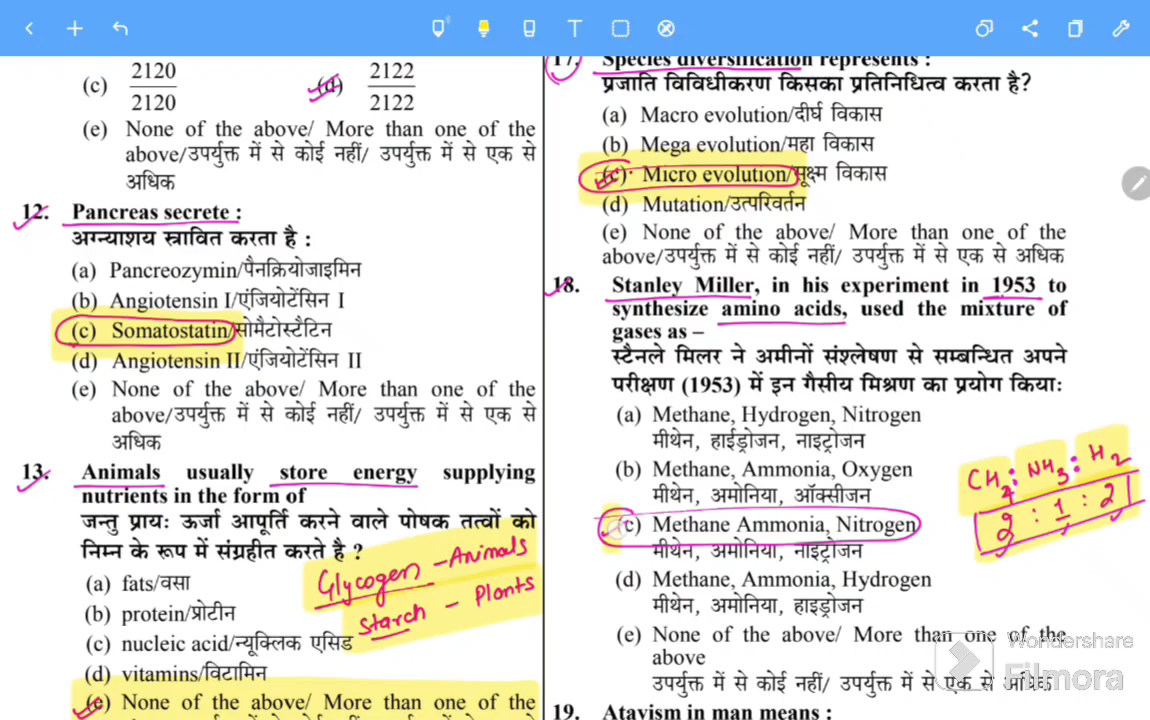 (c) 2120/2120 (d) 2122/2122
(e) None of the above/ More than one of the
above/उपर्युक्त में से कोई नहीं/ उपर्युक्त में से एक से
अधिक
12. Pancreas secrete :
अग्न्याशय स्त्रावित करता है :
(a) Pancreozymin/पैनक्रियोजाइमिन
(b) Angiotensin I/एंजियोटेंसिन I
(c) Somatostatin/सोमैटोस्टैटिन
(d) Angiotensin II/एंजियोटेंसिन II
(e) None of the above/ More than one of the
above/उपर्युक्त में से कोई नहीं/ उपर्युक्त में से एक से
अधिक
13. Animals usually store energy supplying
nutrients in the form of
जन्तु प्रायः ऊर्जा आपूर्ति करने वाले पोषक तत्वों को
निम्न के रूप में संग्रहीत करते है ?
(a) fats/वसा
(b) protein/प्रोटीन
(c) nucleic acid/न्यूक्लिक एसिड
(d) vitamins/विटामिन
(e) None of the above/ More than one of the
Glycogen – Animals
starch – Plants
17. Species diversification represents :
प्रजाति विविधीकरण किसका प्रतिनिधित्व करता है?
(a) Macro evolution/दीर्घ विकास
(b) Mega evolution/महा विकास
(c) Micro evolution/सूक्ष्म विकास
(d) Mutation/उत्परिवर्तन
(e) None of the above/ More than one of the
above/उपर्युक्त में से कोई नहीं/ उपर्युक्त में से एक से अधिक
18. Stanley Miller, in his experiment in 1953 to
synthesize amino acids, used the mixture of
gases as –
स्टैनले मिलर ने अमीनों संश्लेषण से सम्बन्धित अपने
परीक्षण (1953) में इन गैसीय मिश्रण का प्रयोग किया:
(a) Methane, Hydrogen, Nitrogen
मीथेन, हाईड्रोजन, नाइट्रोजन
(b) Methane, Ammonia, Oxygen
मीथेन, अमोनिया, ऑक्सीजन
(c) Methane Ammonia, Nitrogen
मीथेन, अमोनिया, नाइट्रोजन
(d) Methane, Ammonia, Hydrogen
मीथेन, अमोनिया, हाइड्रोजन
(e) None of the above/ More than one of the
above
उपर्युक्त में से कोई नहीं/ उपर्युक्त में से एक से अधिक
CH4 : NH3 : H2
2 : 1 : 2
19. Atavism in man means :
Wondershare
Filmora